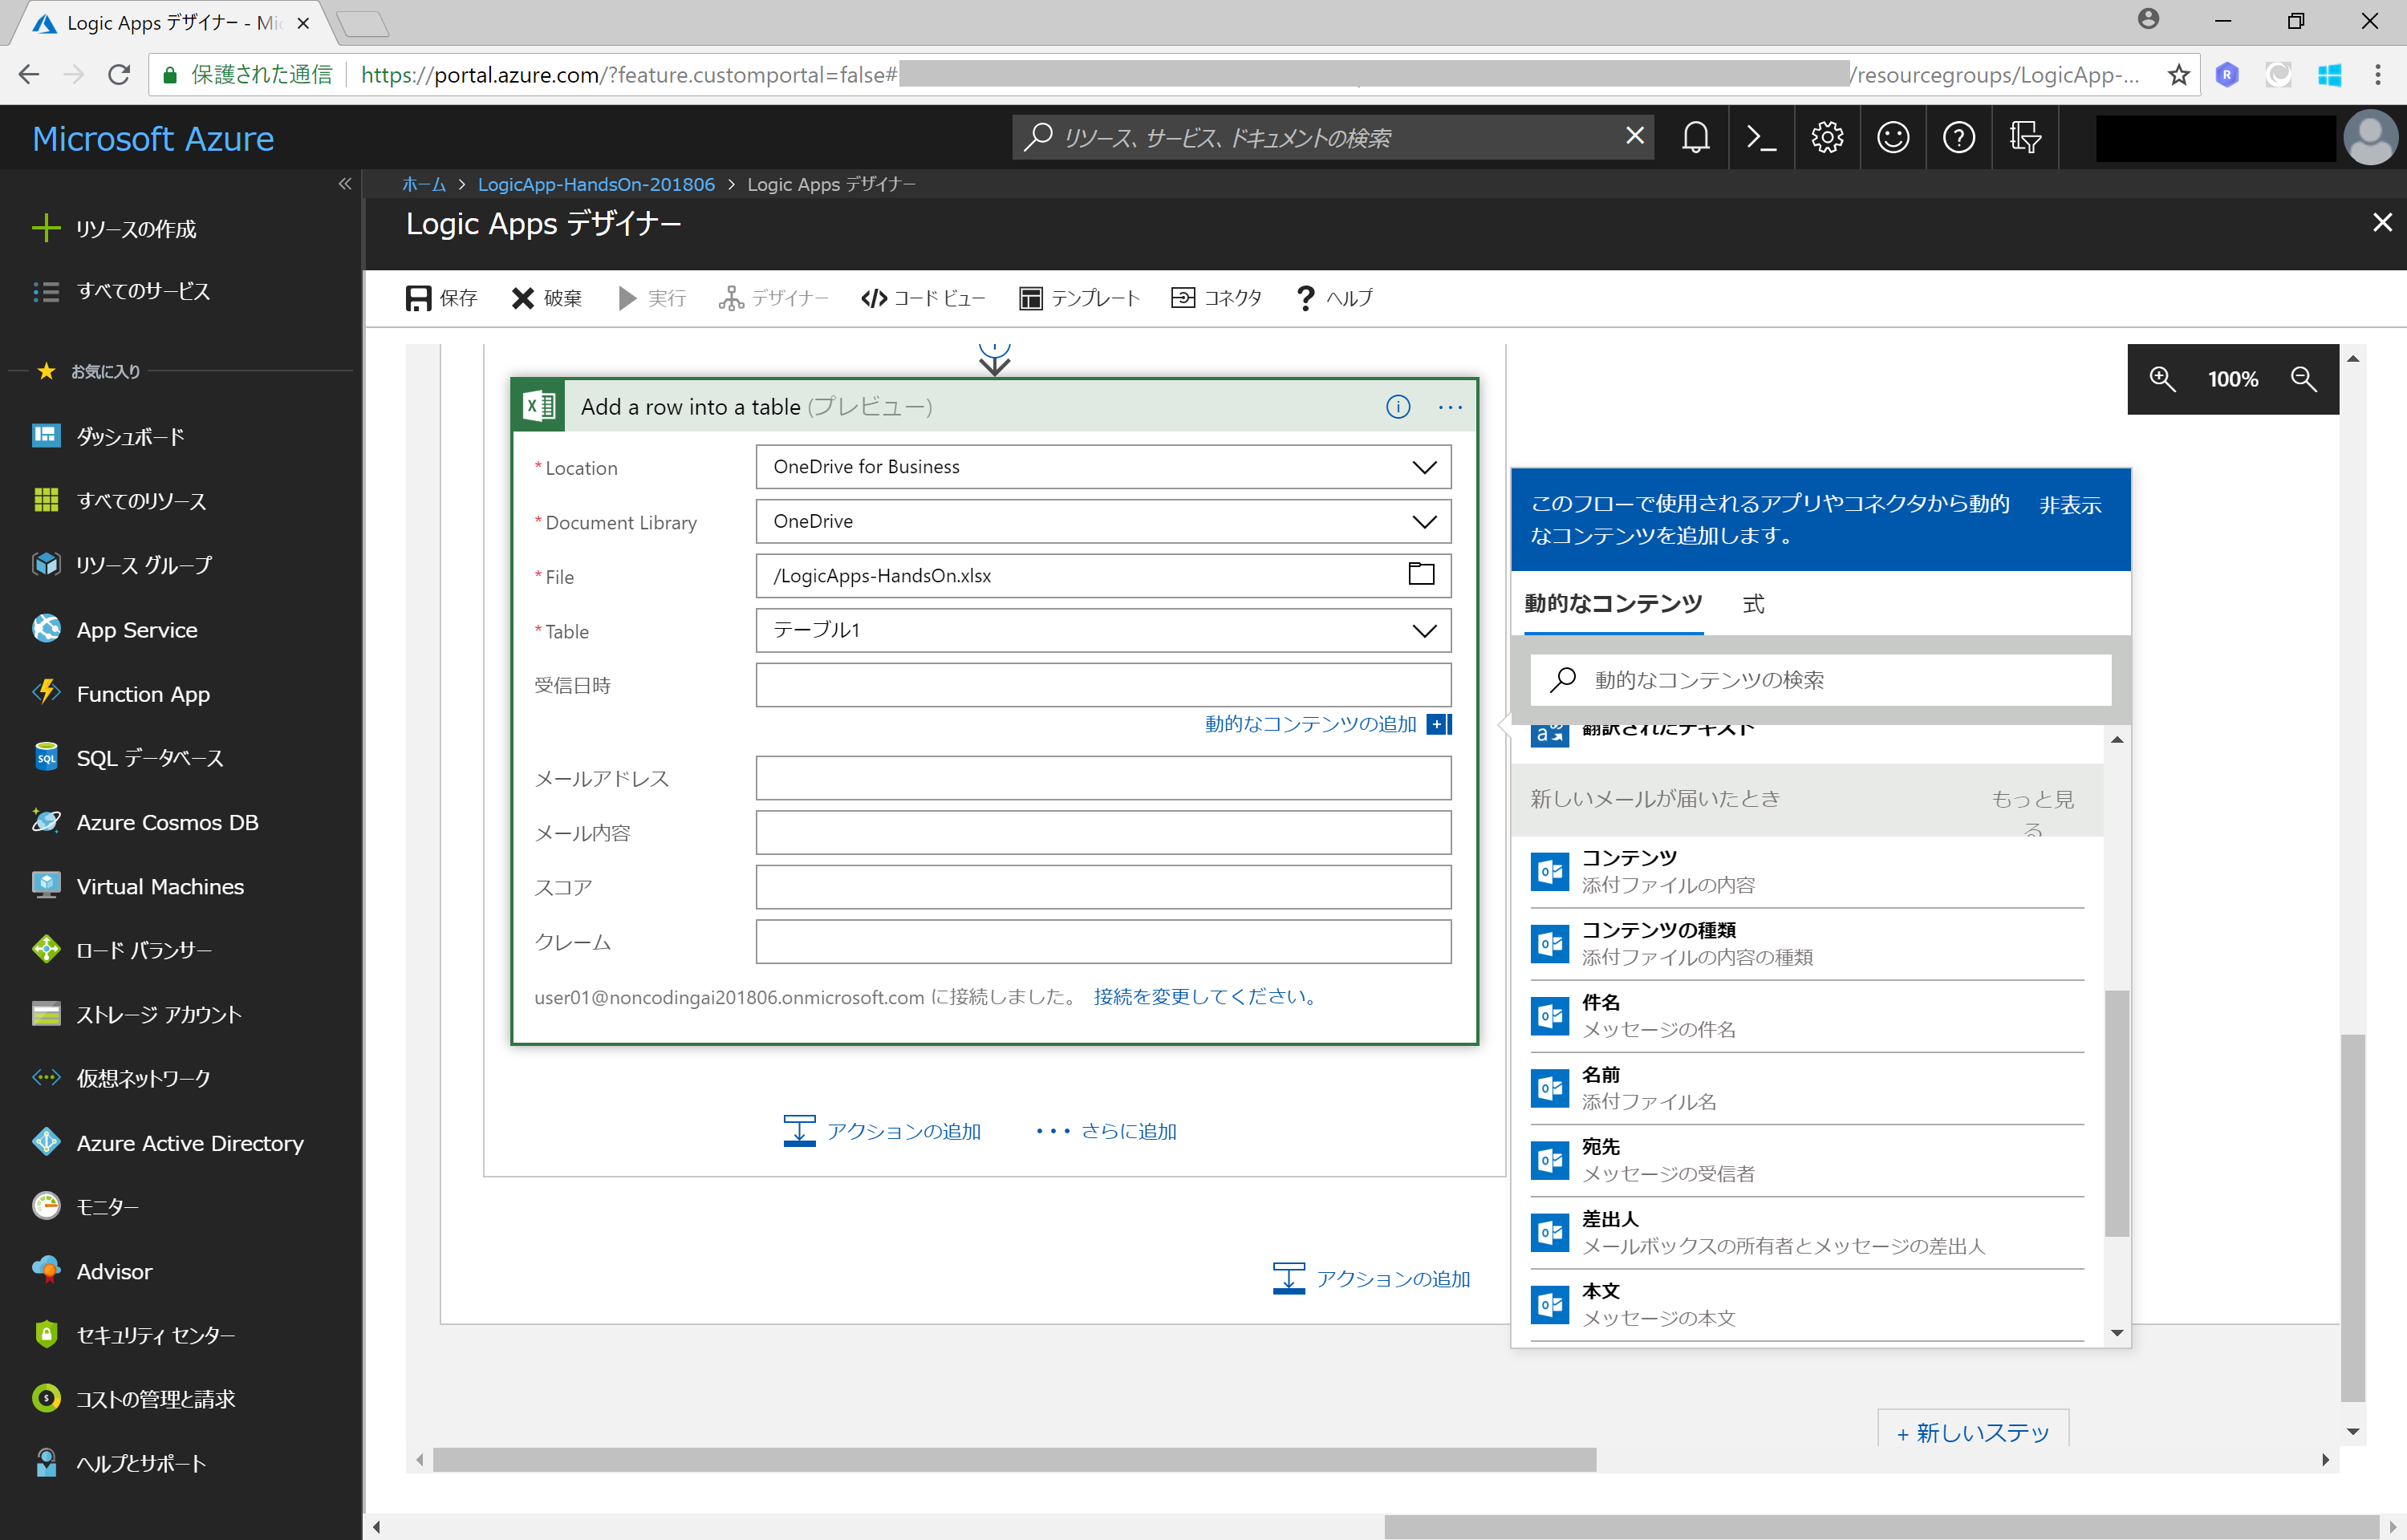 Logic Apps デザイナー - Mi
保護された通信
https://portal.azure.com/?feature.customportal=false#
/resourcegroups/LogicApp-...
Microsoft Azure
リソース、サービス、ドキュメントの検索
リソースの作成
すべてのサービス
お気に入り
ダッシュボード
すべてのリソース
リソース グループ
App Service
Function App
SQL データベース
Azure Cosmos DB
Virtual Machines
ロード バランサー
ストレージ アカウント
仮想ネットワーク
Azure Active Directory
モニター
Advisor
セキュリティ センター
コストの管理と請求
ヘルプとサポート
ホーム > LogicApp-HandsOn-201806 > Logic Apps デザイナー
Logic Apps デザイナー
保存 破棄 実行 デザイナー コード ビュー テンプレート コネクタ ヘルプ
100%
Add a row into a table (プレビュー)
* Location OneDrive for Business
* Document Library OneDrive
* File /LogicApps-HandsOn.xlsx
* Table テーブル1
受信日時
動的なコンテンツの追加
メールアドレス
メール内容
スコア
クレーム
user01@noncodingai201806.onmicrosoft.com に接続しました。 接続を変更してください。
アクションの追加 ••• さらに追加
アクションの追加
このフローで使用されるアプリやコネクタから動的 非表示
なコンテンツを追加します。
動的なコンテンツ 式
動的なコンテンツの検索
翻訳されたテキスト
新しいメールが届いたとき もっと見
る
コンテンツ
添付ファイルの内容
コンテンツの種類
添付ファイルの内容の種類
件名
メッセージの件名
名前
添付ファイル名
宛先
メッセージの受信者
差出人
メールボックスの所有者とメッセージの差出人
本文
メッセージの本文
+ 新しいステッ